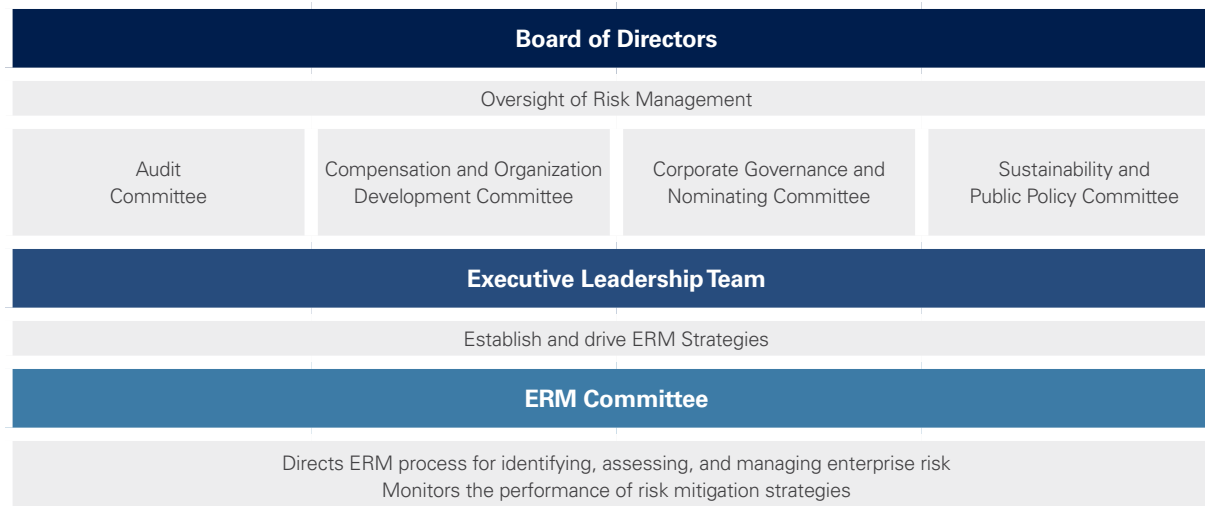 Board of Directors
Oversight of Risk Management
Audit
Committee
Compensation and Organization
Development Committee
Corporate Governance and
Nominating Committee
Sustainability and
Public Policy Committee
Executive Leadership Team
Establish and drive ERM Strategies
ERM Committee
Directs ERM process for identifying, assessing, and managing enterprise risk
Monitors the performance of risk mitigation strategies